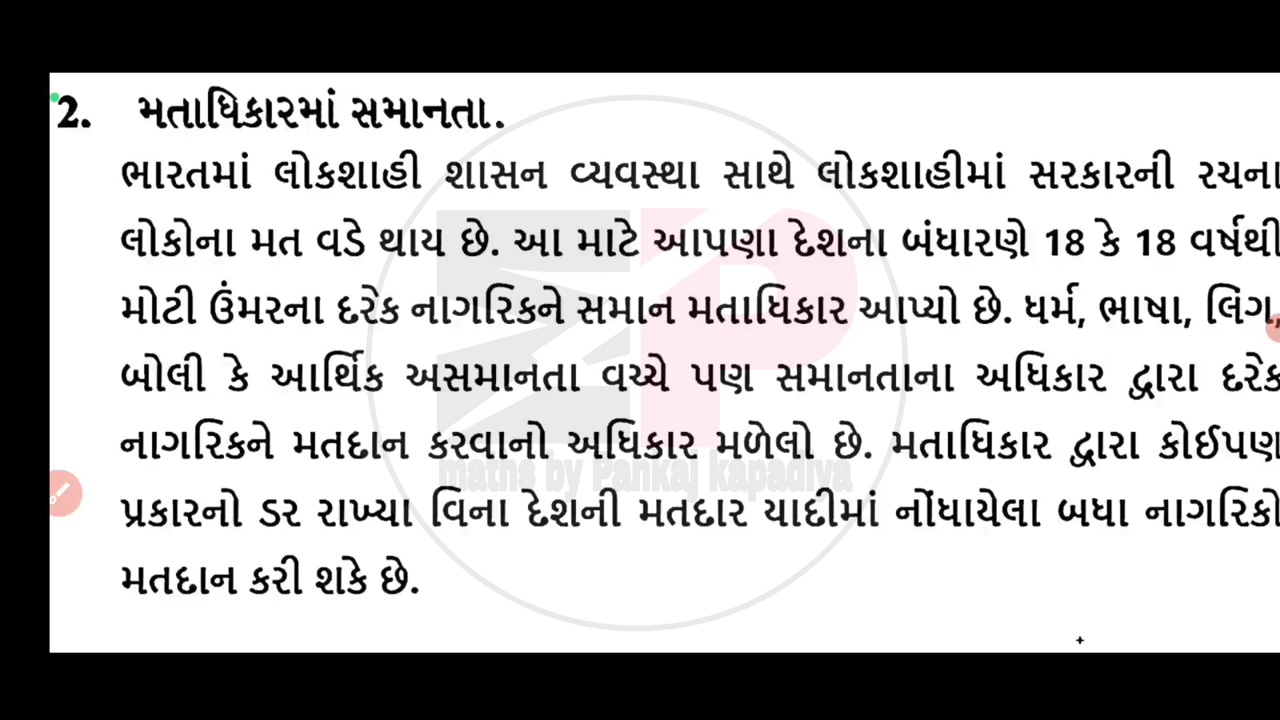 2. મતાધિકારમાં સમાનતા.
ભારતમાં લોકશાહી શાસન વ્યવસ્થા સાથે લોકશાહીમાં સરકારની રચના
લોકોના મત વડે થાય છે. આ માટે આપણા દેશના બંધારણે 18 કે 18 વર્ષથી
મોટી ઉંમરના દરેક નાગરિકને સમાન મતાધિકાર આપ્યો છે. ધર્મ, ભાષા, લિંગ,
બોલી કે આર્થિક અસમાનતા વચ્ચે પણ સમાનતાના અધિકાર દ્વારા દરેક
નાગરિકને મતદાન કરવાનો અધિકાર મળેલો છે. મતાધિકાર દ્વારા કોઈપણ
maths by Pankaj kapadiya
પ્રકારનો ડર રાખ્યા વિના દેશની મતદાર યાદીમાં નોંધાયેલા બધા નાગરિકો
મતદાન કરી શકે છે.